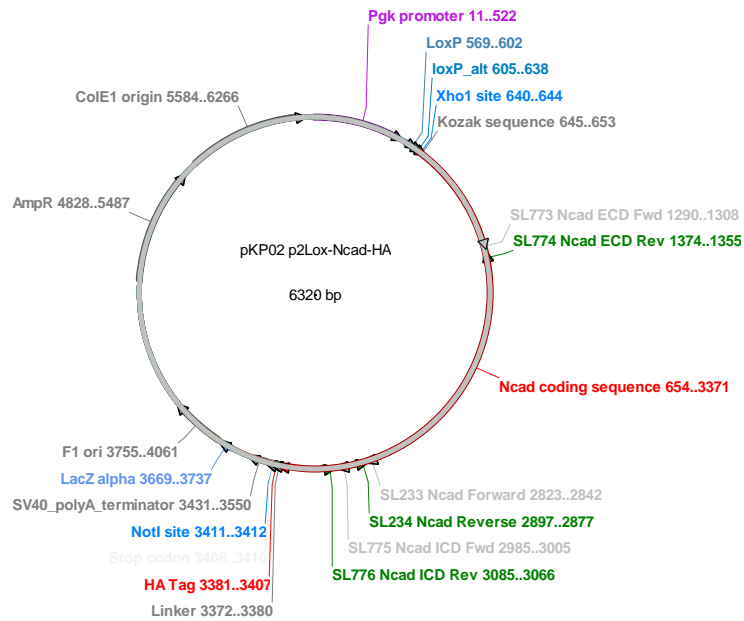 Pgk promoter 11..522
LoxP 569..602
loxP_alt 605..638
Xho1 site 640..644
Kozak sequence 645..653
ColE1 origin 5584..6266
AmpR 4828..5487
SL773 Ncad ECD Fwd 1290..1308
SL774 Ncad ECD Rev 1374..1355
pKP02 p2Lox-Ncad-HA
6320 bp
Ncad coding sequence 654..3371
F1 ori 3755..4061
LacZ alpha 3669..3737
SV40_polyA_terminator 3431..3550
NotI site 3411..3412
Stop codon 3408..3410
HA Tag 3381..3407
Linker 3372..3380
SL233 Ncad Forward 2823..2842
SL234 Ncad Reverse 2897..2877
SL775 Ncad ICD Fwd 2985..3005
SL776 Ncad ICD Rev 3085..3066